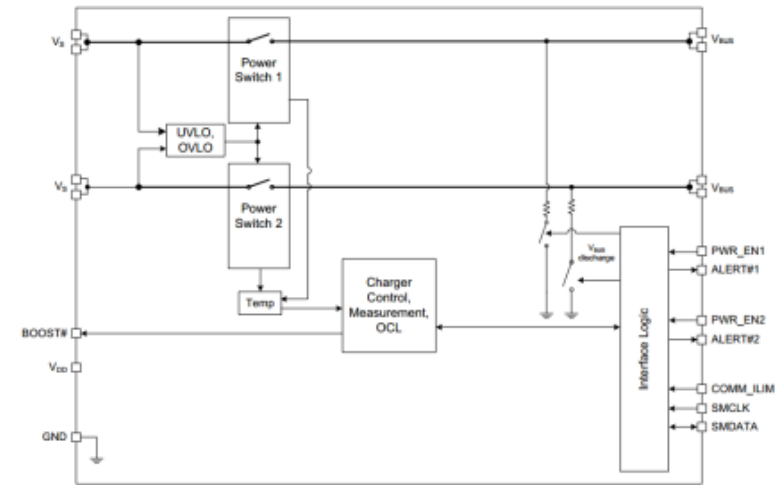 Vs
VBUS
Power
Switch 1
UVLO,
OVLO
Vs
VBUS
Power
Switch 2
VBUS
discharge
PWR_EN1
ALERT#1
Temp
Charger
Control,
Measurement,
OCL
Interface Logic
PWR_EN2
ALERT#2
BOOST#
VDD
COMM_ILIM
SMCLK
SMDATA
GND